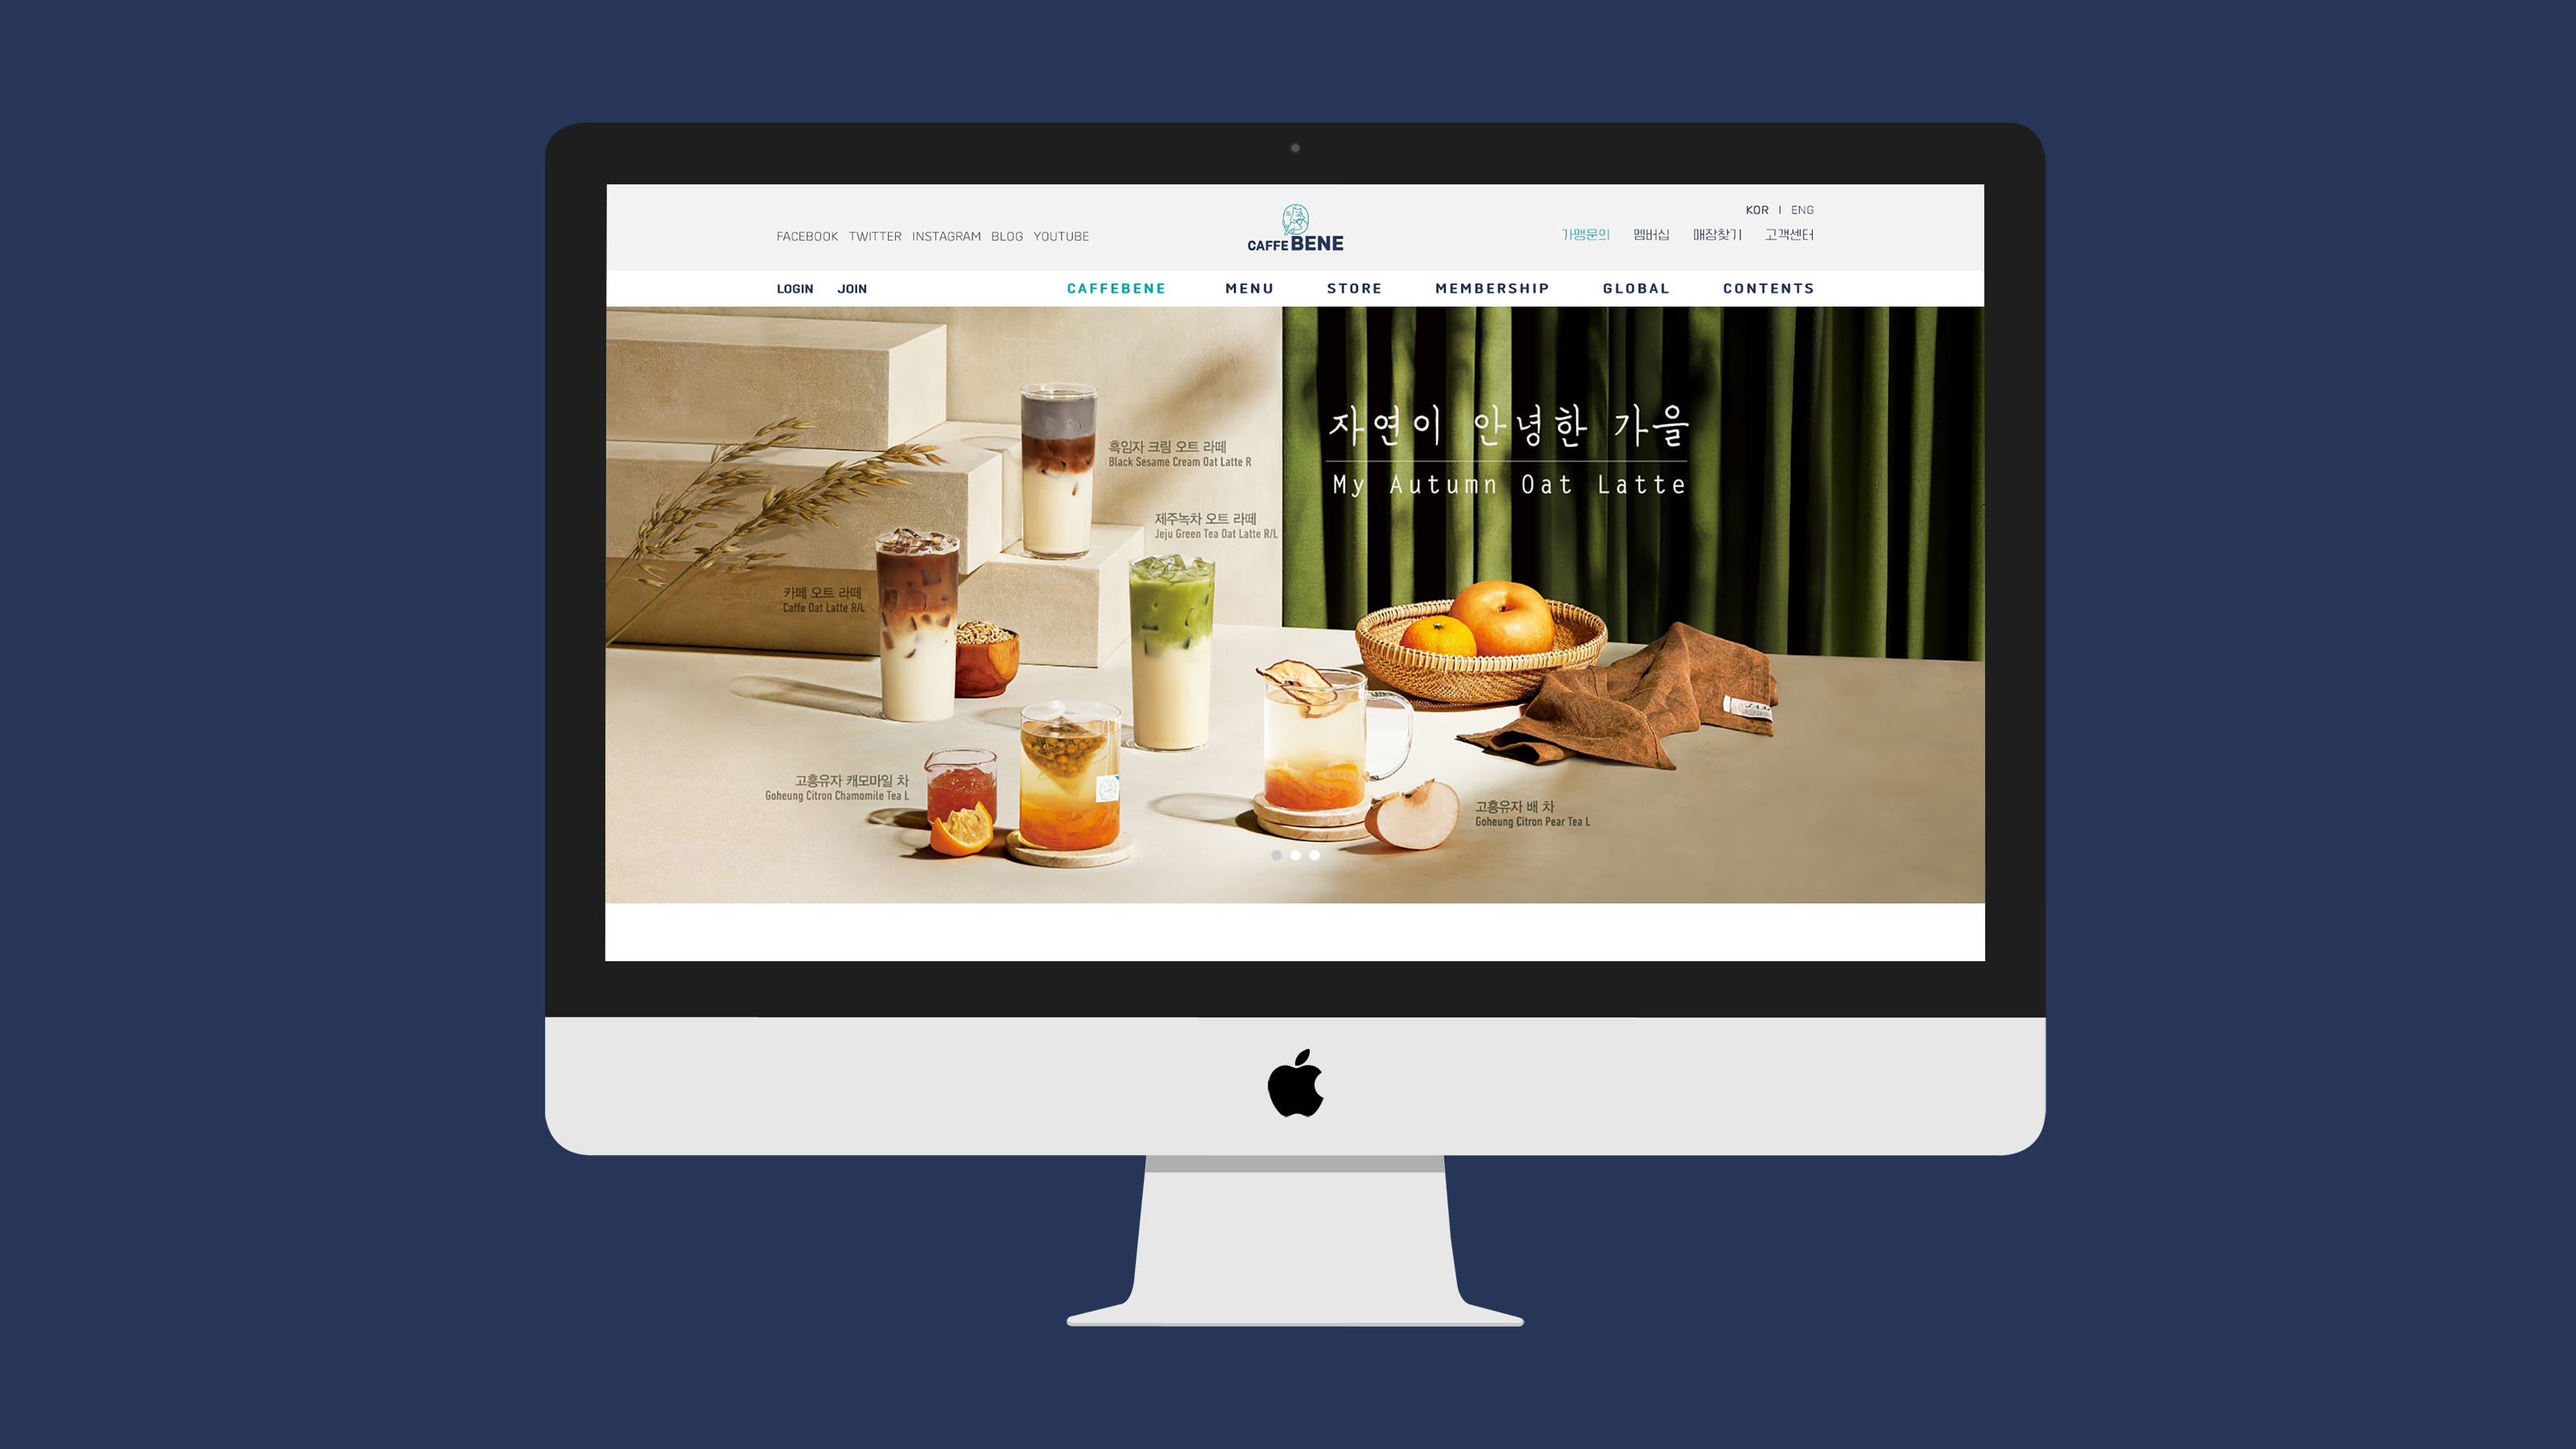 KOR | ENG
FACEBOOK TWITTER INSTAGRAM BLOG YOUTUBE
CAFFE BENE
가맹문의 멤버십 매장찾기 고객센터
LOGIN JOIN
CAFFEBENE MENU STORE MEMBERSHIP GLOBAL CONTENTS
자연이 안녕한 가을
My Autumn Oat Latte
흑임자 크림 오트 라떼
Black Sesame Cream Oat Latte R
제주녹차 오트 라떼
Jeju Green Tea Oat Latte R/L
카페 오트 라떼
Caffe Oat Latte R/L
고흥유자 캐모마일 차
Goheung Citron Chamomile Tea L
고흥유자 배 차
Goheung Citron Pear Tea L